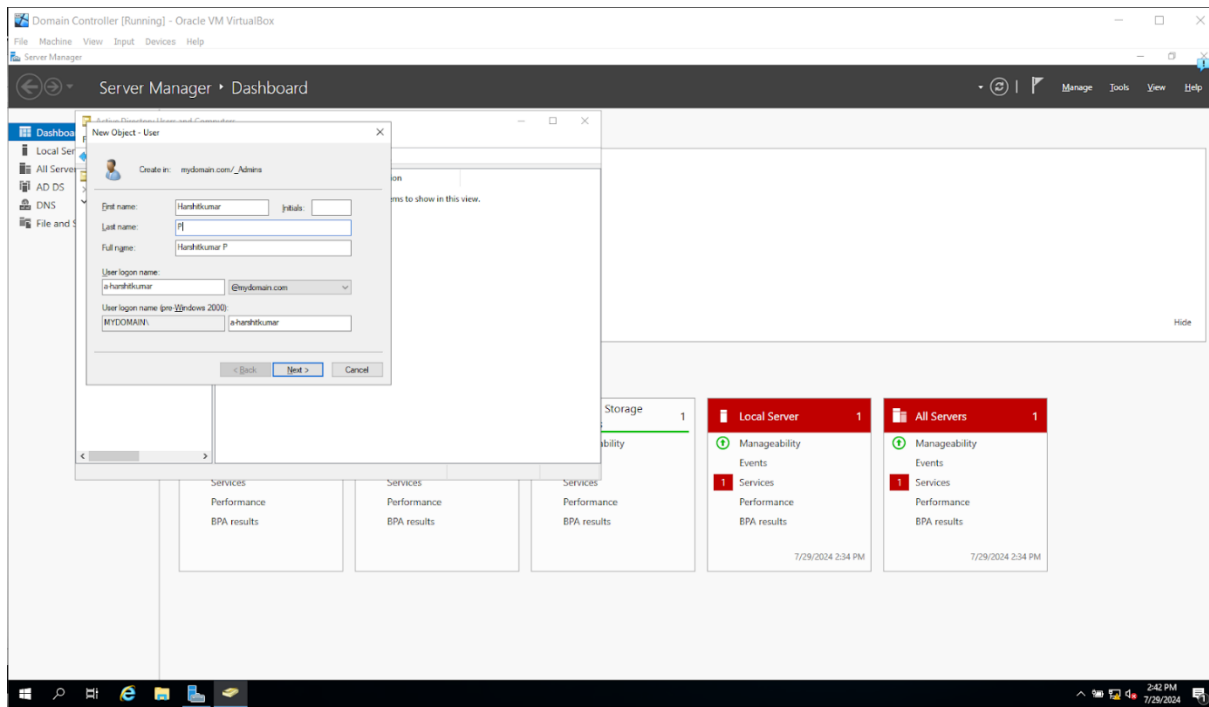 Domain Controller [Running] - Oracle VM VirtualBox
File Machine View Input Devices Help
Server Manager
Server Manager • Dashboard
Manage Tools View Help
Active Directory Users and Computers
New Object - User
Create in: mydomain.com/_Admins
First name:
Harshitkumar
Initials:
Last name:
P
Full name:
Harshitkumar P
User logon name:
a-harshitkumar
@mydomain.com
User logon name (pre-Windows 2000):
MYDOMAIN\
a-harshitkumar
< Back
Next >
Cancel
Dashboa
Local Ser
All Server
AD DS
DNS
File and S
ion
ms to show in this view.
Hide
Services
Performance
BPA results
Services
Performance
BPA results
Storage 1
s
ability
Services
Performance
BPA results
Local Server 1
Manageability
Events
1 Services
Performance
BPA results
7/29/2024 2:34 PM
All Servers 1
Manageability
Events
1 Services
Performance
BPA results
7/29/2024 2:34 PM
2:42 PM
7/29/2024